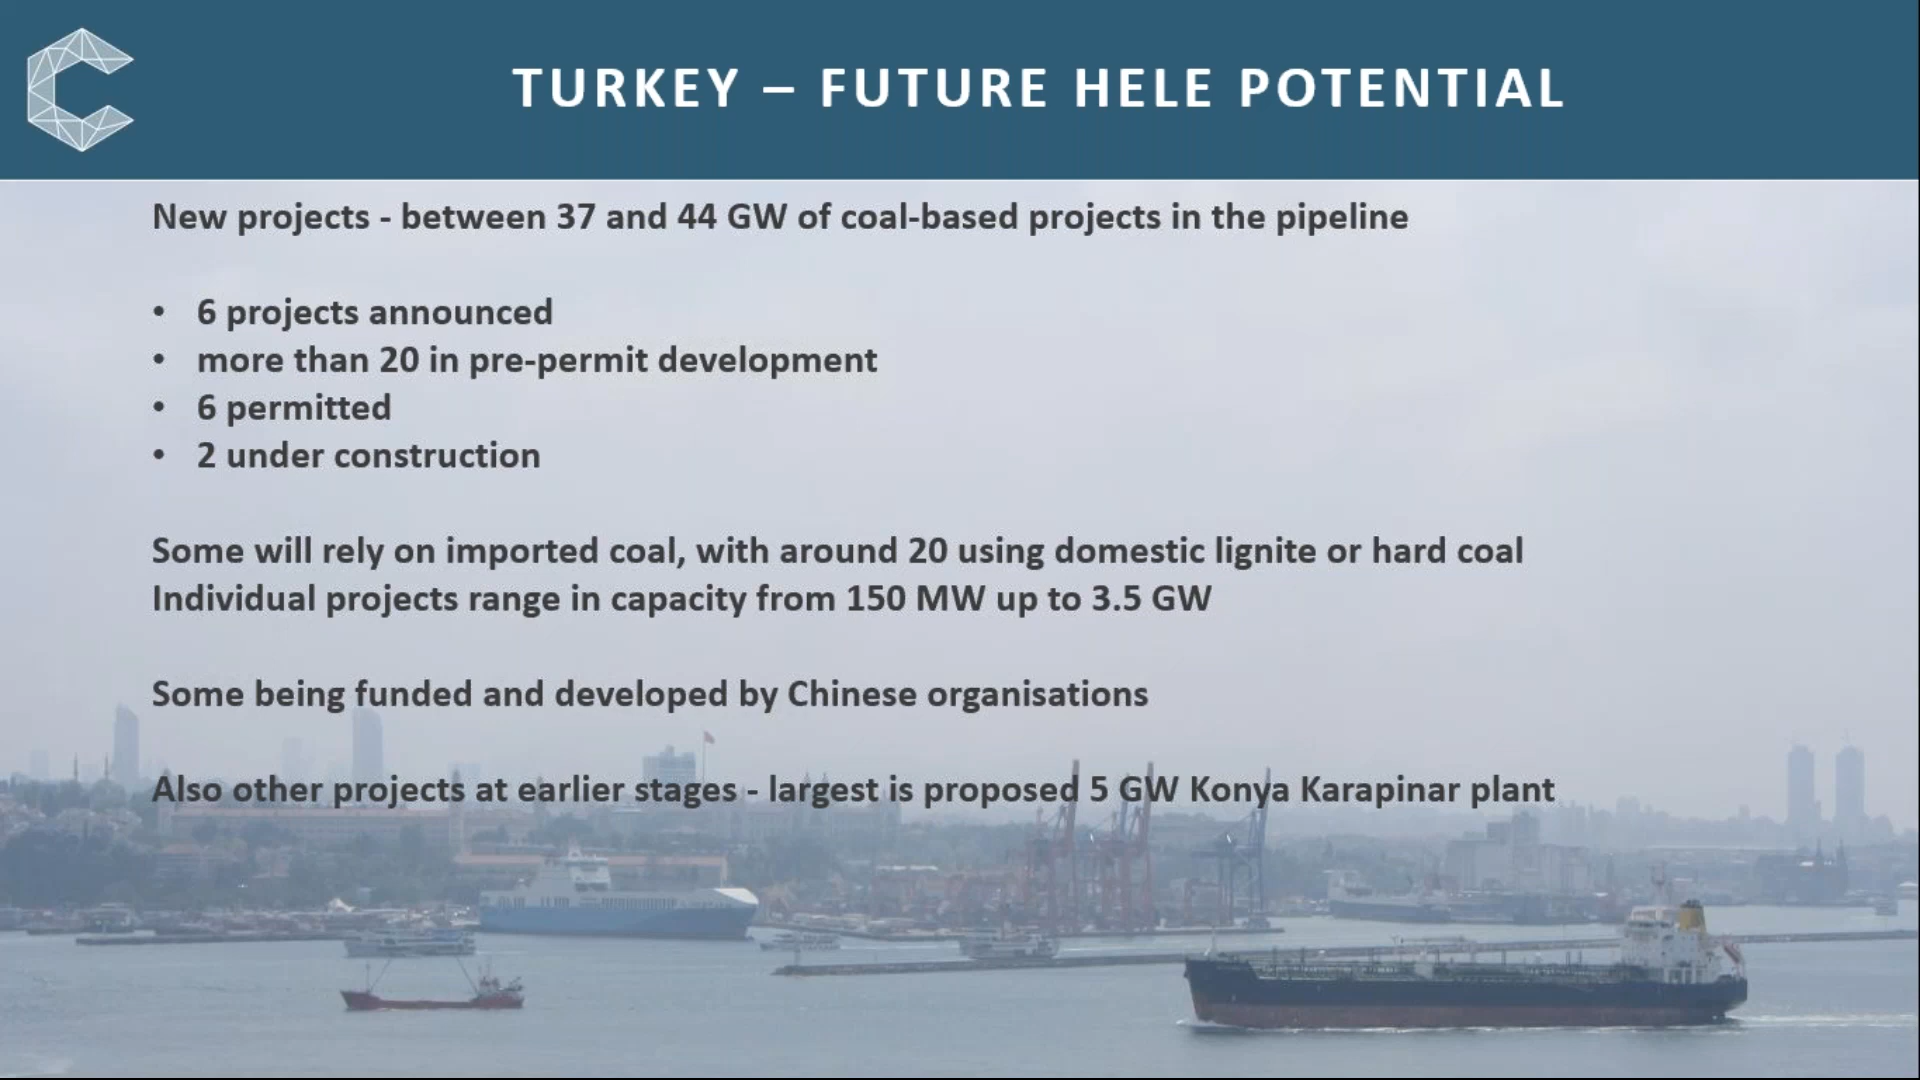 TURKEY – FUTURE HELE POTENTIAL
New projects - between 37 and 44 GW of coal-based projects in the pipeline
• 6 projects announced
• more than 20 in pre-permit development
• 6 permitted
• 2 under construction
Some will rely on imported coal, with around 20 using domestic lignite or hard coal
Individual projects range in capacity from 150 MW up to 3.5 GW
Some being funded and developed by Chinese organisations
Also other projects at earlier stages - largest is proposed 5 GW Konya Karapinar plant